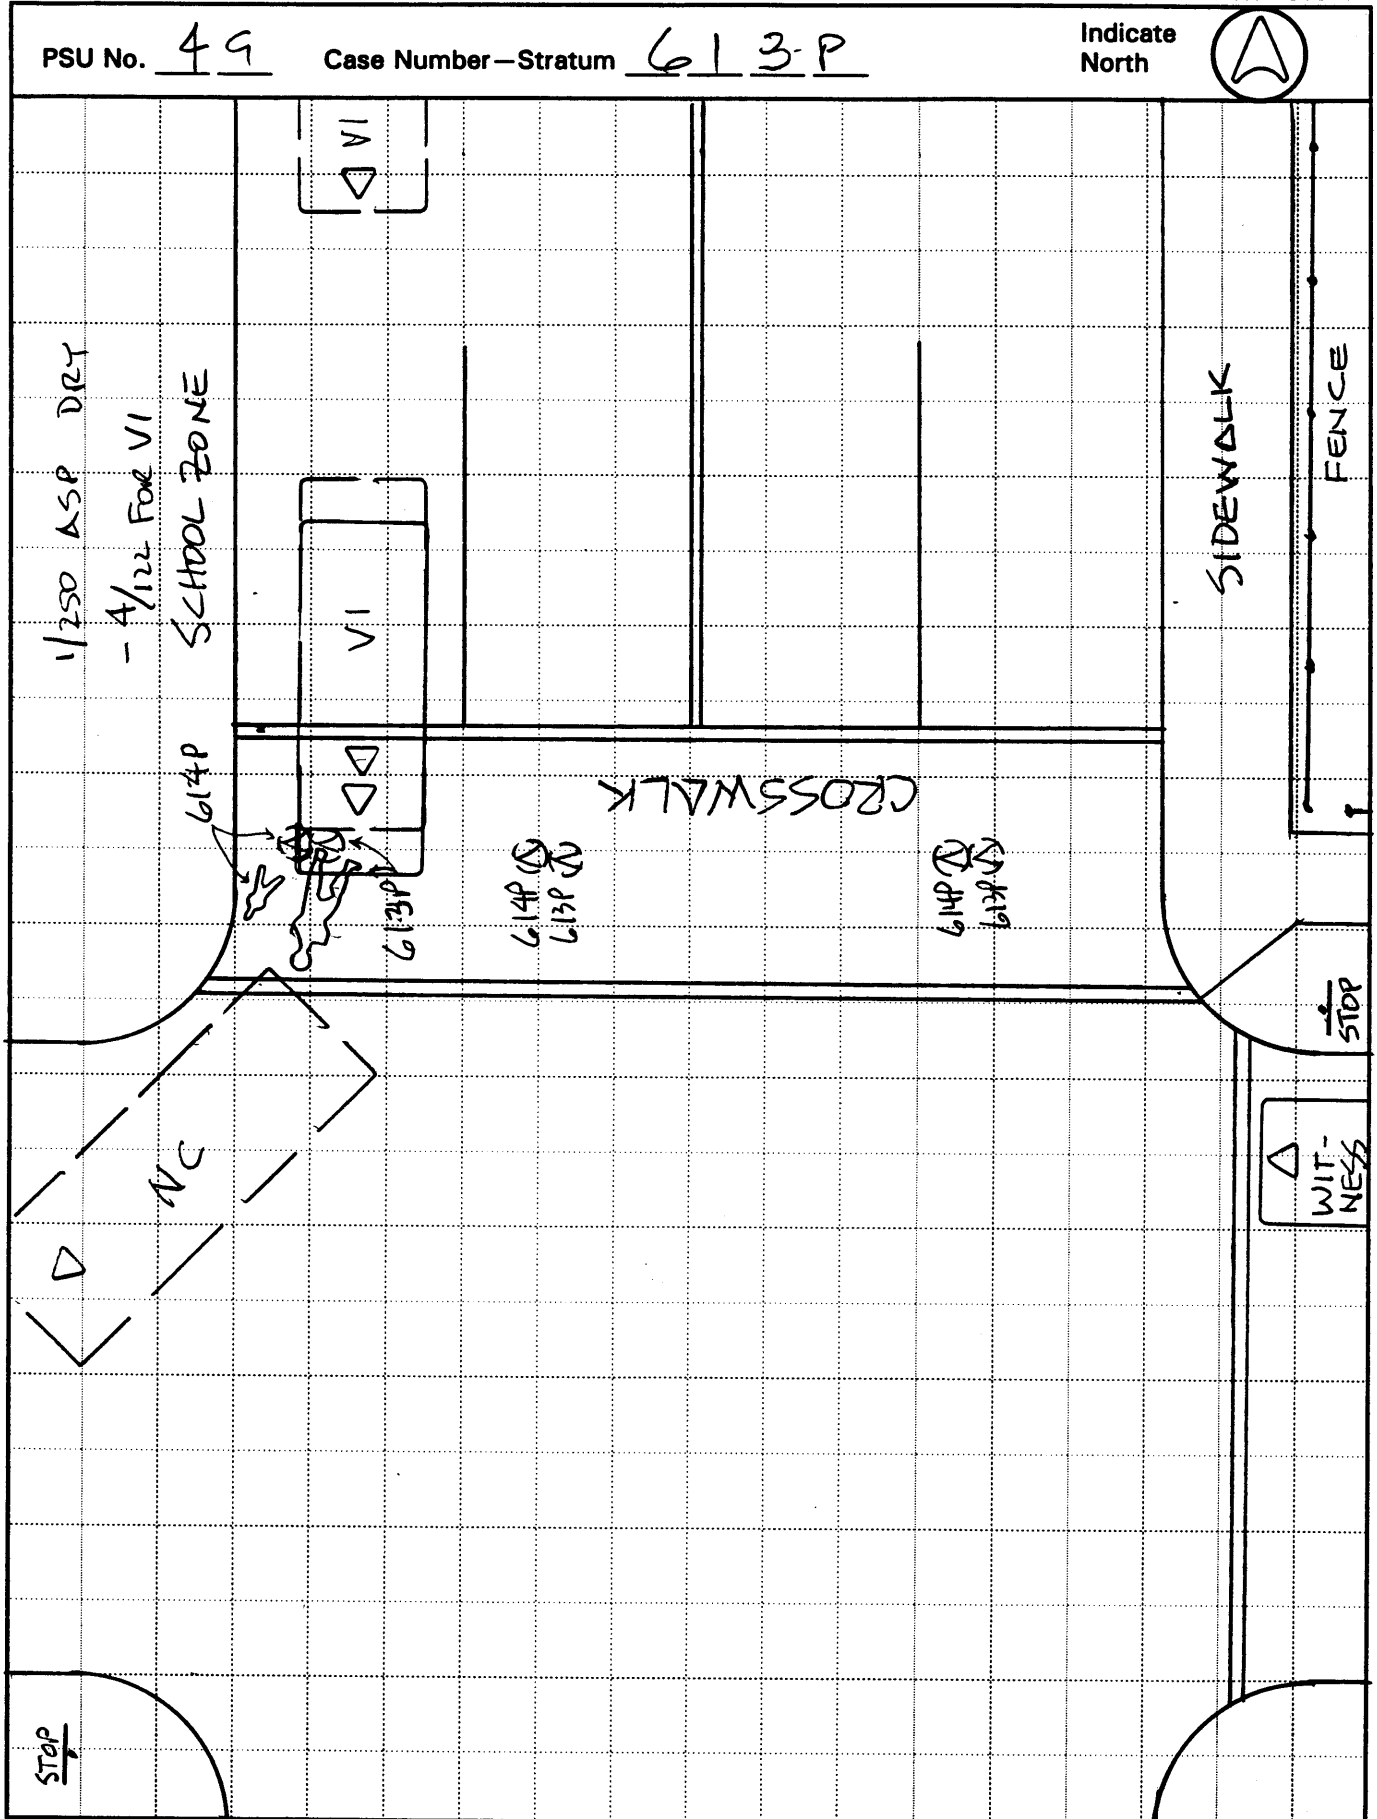 PSU No. 49 Case Number—Stratum 613-P Indicate North
V1
1/250 ASP DRY
- 4/122 FOR V1
SCHOOL ZONE
V1
SIDEWALK
FENCE
614P
CROSSWALK
613P
614P
613P
614P
613P
STOP
NC
WIT-
NESS
STOP